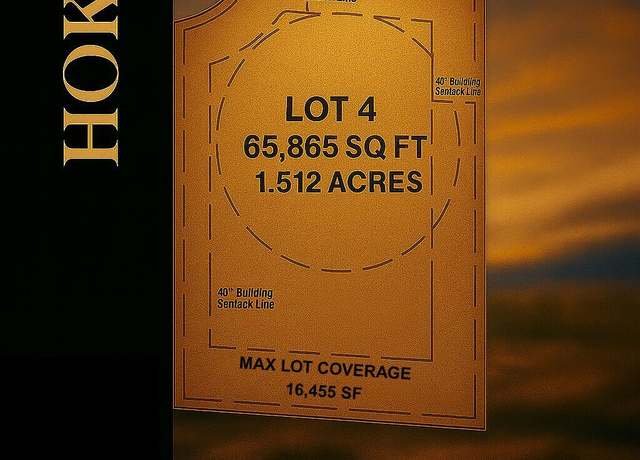 HOK
40" Building
Sentack Line
LOT 4
65,865 SQ FT
1.512 ACRES
40" Building
Sentack Line
MAX LOT COVERAGE
16,455 SF